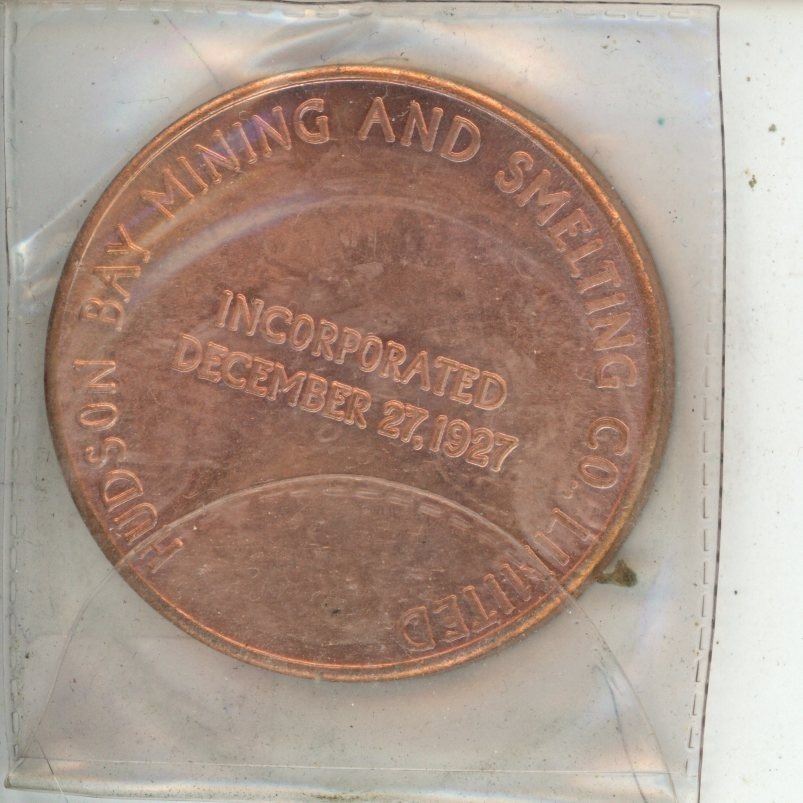 HUDSON BAY MINING AND SMELTING CO., LIMITED
INCORPORATED
DECEMBER 27, 1927